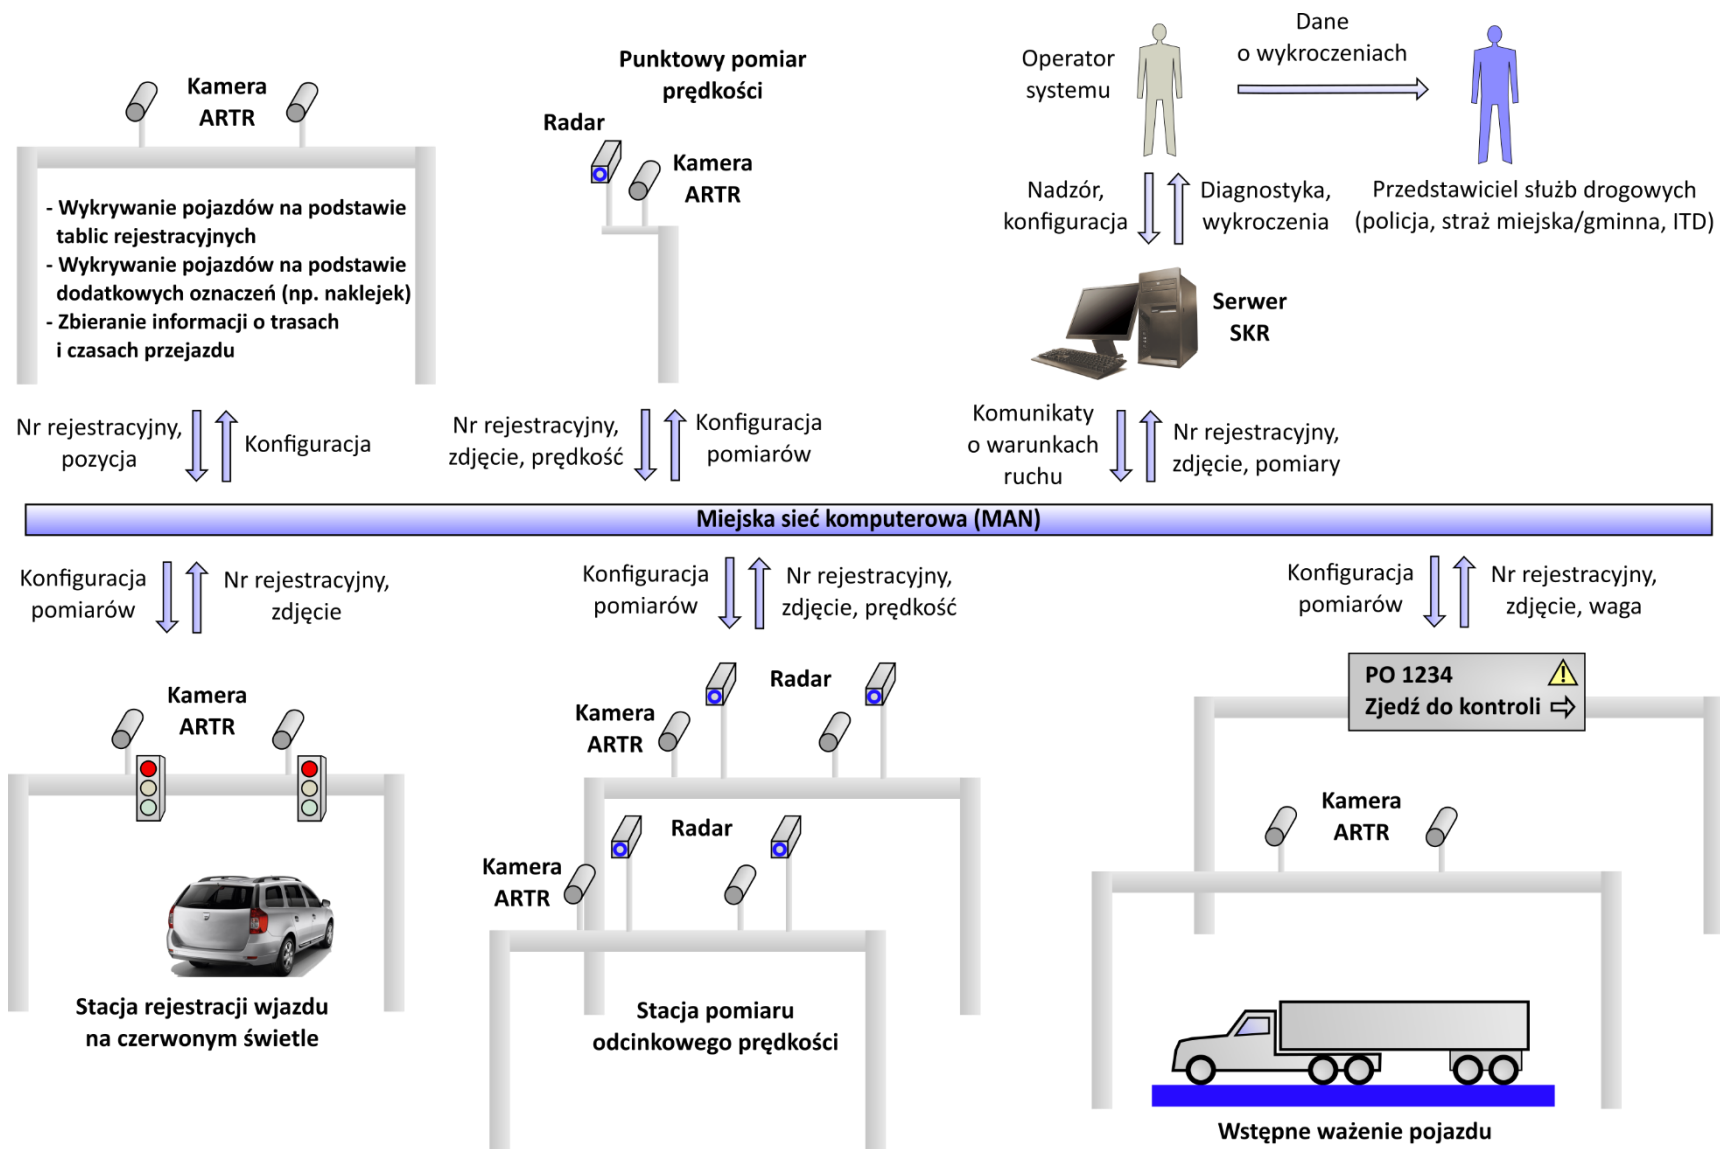 Kamera
ARTR
- Wykrywanie pojazdów na podstawie
tablic rejestracyjnych
- Wykrywanie pojazdów na podstawie
dodatkowych oznaczeń (np. naklejek)
- Zbieranie informacji o trasach
i czasach przejazdu
Punktowy pomiar
prędkości
Radar
Kamera
ARTR
Operator
systemu
Dane
o wykroczeniach
Nadzór,
konfiguracja
Diagnostyka,
wykroczenia
Przedstawiciel służb drogowych
(policja, straż miejska/gminna, ITD)
Serwer
SKR
Nr rejestracyjny,
pozycja
Konfiguracja
Nr rejestracyjny,
zdjęcie, prędkość
Konfiguracja
pomiarów
Komunikaty
o warunkach
ruchu
Nr rejestracyjny,
zdjęcie, pomiary
Miejska sieć komputerowa (MAN)
Konfiguracja
pomiarów
Nr rejestracyjny,
zdjęcie
Konfiguracja
pomiarów
Nr rejestracyjny,
zdjęcie, prędkość
Konfiguracja
pomiarów
Nr rejestracyjny,
zdjęcie, waga
Kamera
ARTR
Stacja rejestracji wjazdu
na czerwonym świetle
Radar
Kamera
ARTR
Radar
Kamera
ARTR
Stacja pomiaru
odcinkowego prędkości
PO 1234
Zjedź do kontroli
Kamera
ARTR
Wstępne ważenie pojazdu